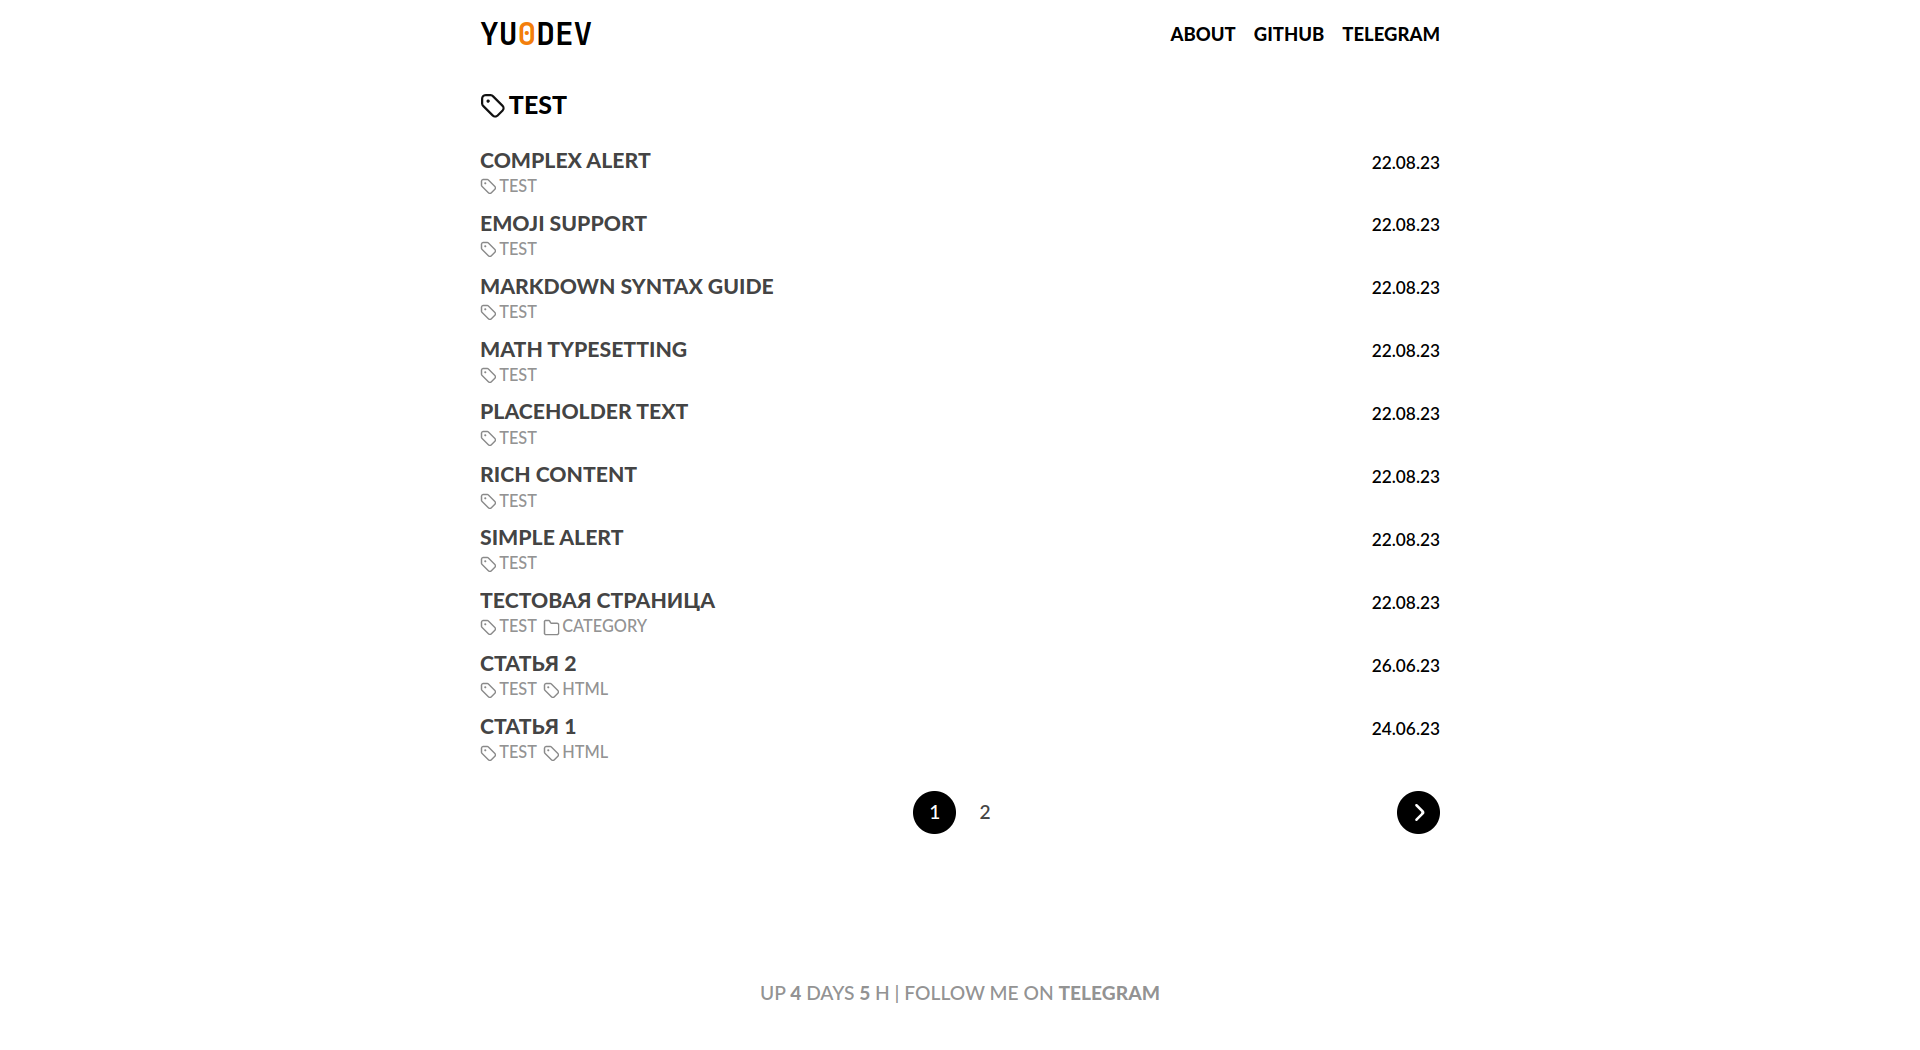 YU0DEV ABOUT GITHUB TELEGRAM
TEST
COMPLEX ALERT 22.08.23
TEST
EMOJI SUPPORT 22.08.23
TEST
MARKDOWN SYNTAX GUIDE 22.08.23
TEST
MATH TYPESETTING 22.08.23
TEST
PLACEHOLDER TEXT 22.08.23
TEST
RICH CONTENT 22.08.23
TEST
SIMPLE ALERT 22.08.23
TEST
ТЕСТОВАЯ СТРАНИЦА 22.08.23
TEST CATEGORY
СТАТЬЯ 2 26.06.23
TEST HTML
СТАТЬЯ 1 24.06.23
TEST HTML
1 2
UP 4 DAYS 5 H | FOLLOW ME ON TELEGRAM